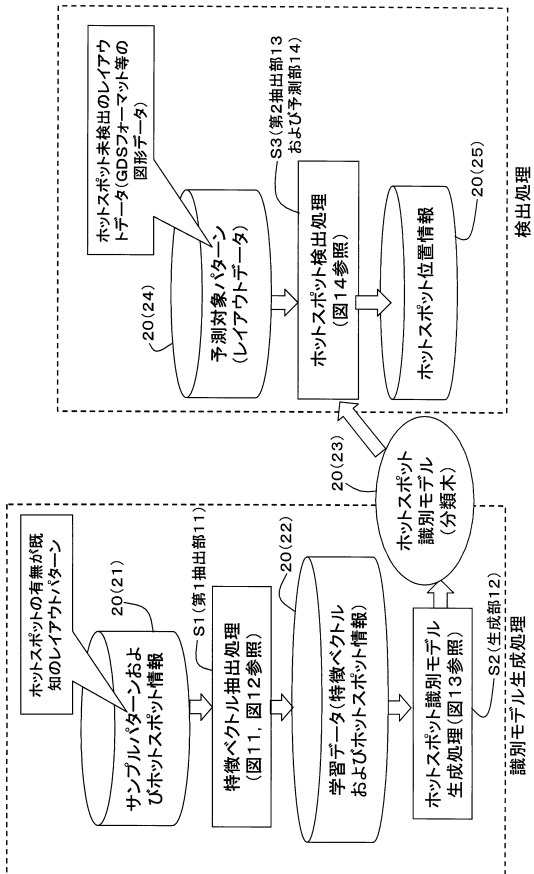 ホットスポットの有無が既
知のレイアウトパターン
20(21)
サンプルパターンおよ
びホットスポット情報
S1(第1抽出部11)
特徴ベクトル抽出処理
(図11, 図12参照)
20(22)
学習データ(特徴ベクトル
およびホットスポット情報)
ホットスポット識別モデル
生成処理(図13参照)
S2(生成部12)
識別モデル生成処理
20(23)
ホットスポット
識別モデル
(分類木)
ホットスポット未検出のレイアウ
トデータ(GDSフォーマット等の
図形データ)
20(24)
予測対象パターン
(レイアウトデータ)
S3(第2抽出部13
および予測部14)
ホットスポット検出処理
(図14参照)
20(25)
ホットスポット位置情報
検出処理